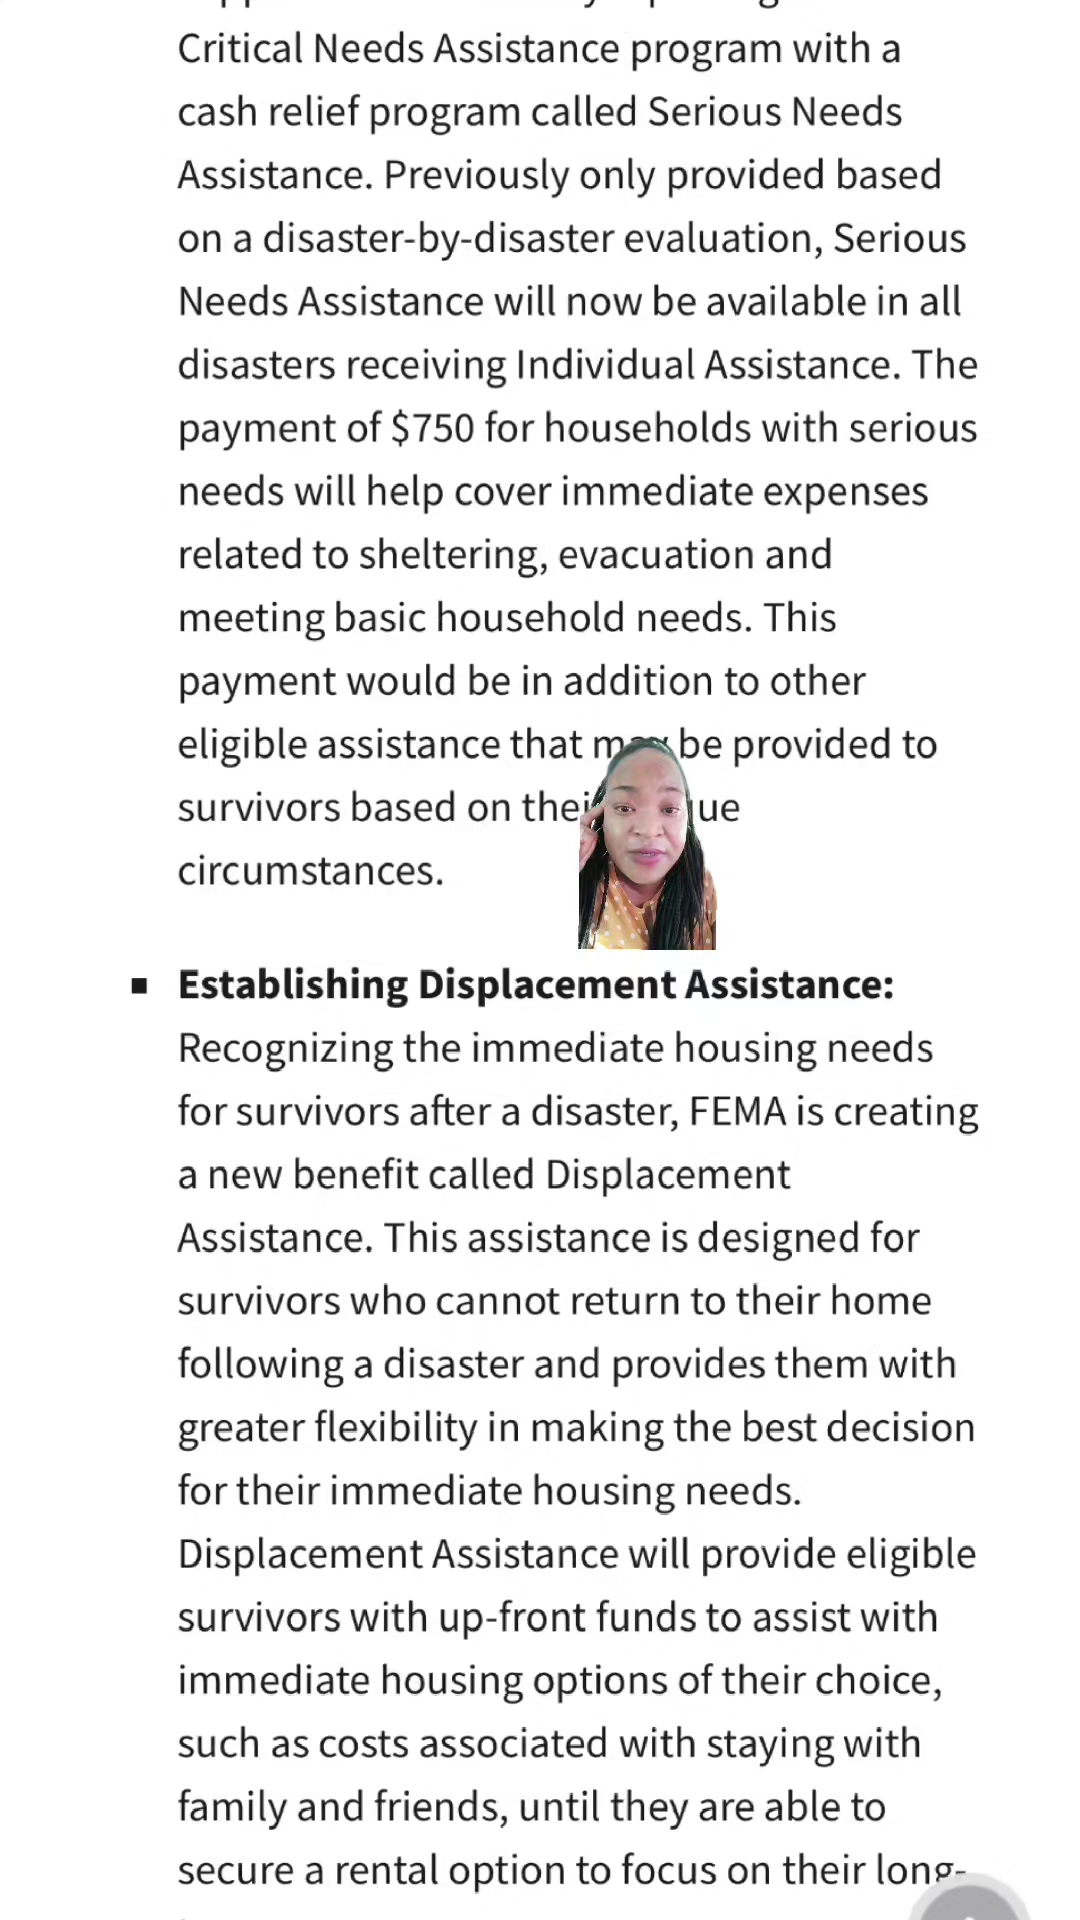 Critical Needs Assistance program with a
cash relief program called Serious Needs
Assistance. Previously only provided based
on a disaster-by-disaster evaluation, Serious
Needs Assistance will now be available in all
disasters receiving Individual Assistance. The
payment of $750 for households with serious
needs will help cover immediate expenses
related to sheltering, evacuation and
meeting basic household needs. This
payment would be in addition to other
eligible assistance that may be provided to
survivors based on
circumstances.
Establishing Displacement Assistance:
Recognizing the immediate housing needs
for survivors after a disaster, FEMA is creating
a new benefit called Displacement
Assistance. This assistance is designed for
survivors who cannot return to their home
following a disaster and provides them with
greater flexibility in making the best decision
for their immediate housing needs.
Displacement Assistance will provide eligible
survivors with up-front funds to assist with
immediate housing options of their choice,
such as costs associated with staying with
family and friends, until they are able to
secure a rental option to focus on their long-